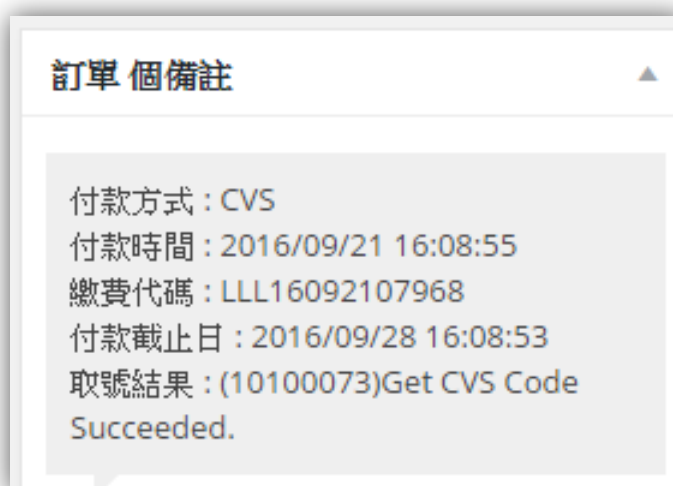 訂單 個備註
付款方式 : CVS
付款時間 : 2016/09/21 16:08:55
繳費代碼 : LLL16092107968
付款截止日 : 2016/09/28 16:08:53
取號結果 : (10100073)Get CVS Code
Succeeded.